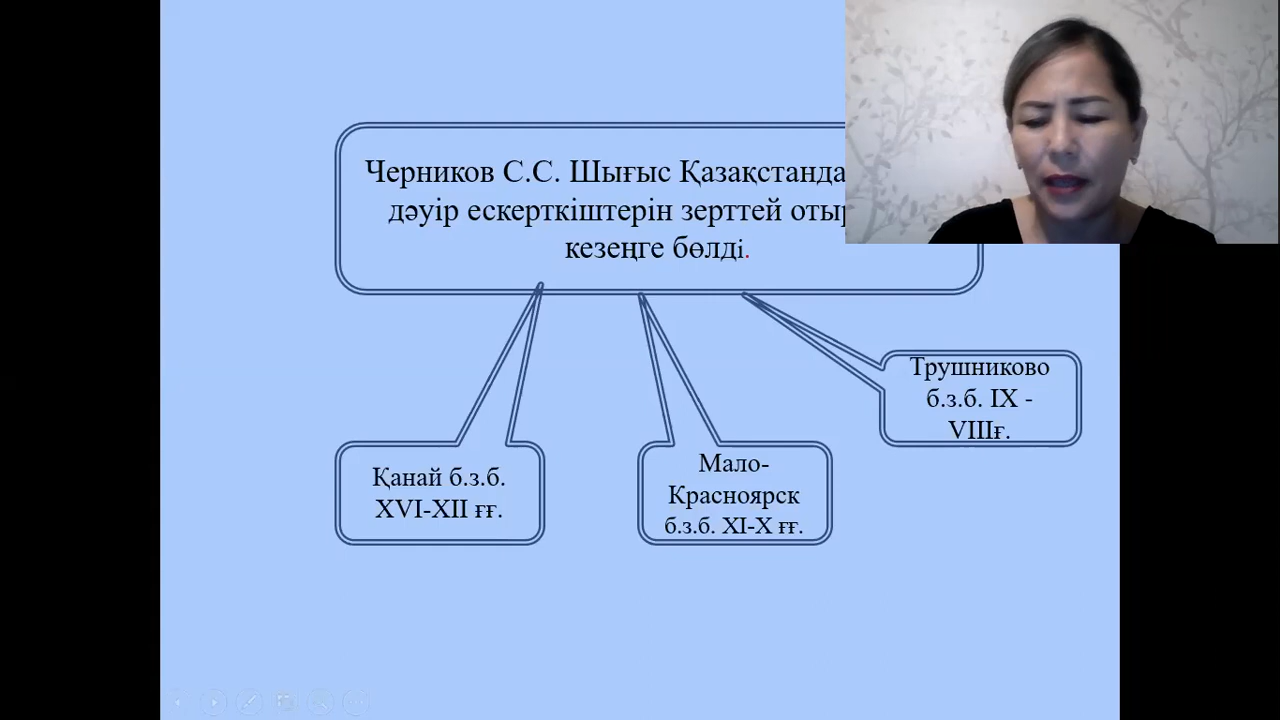 Черников С.С. Шығыс Қазақстанда
дәуір ескерткіштерін зерттей
кезеңге бөлді.
Трушниково
б.з.б. IX -
VIIIғ.
Қанай б.з.б.
XVI-XII ғғ.
Мало-
Красноярск
б.з.б. XI-X ғғ.